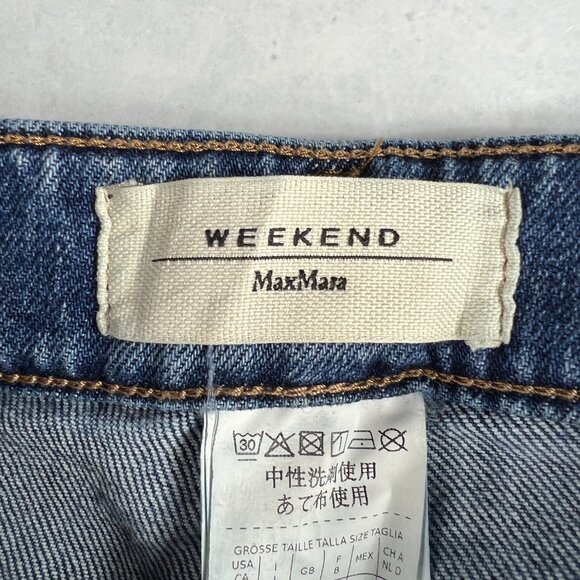 WEEKEND
MaxMara
30
中性洗剤使用
あて布使用
GRÖSSE TAILLE TALLA SIZE TAGLIA
USA I F MEX CH A
CA GB B NL D